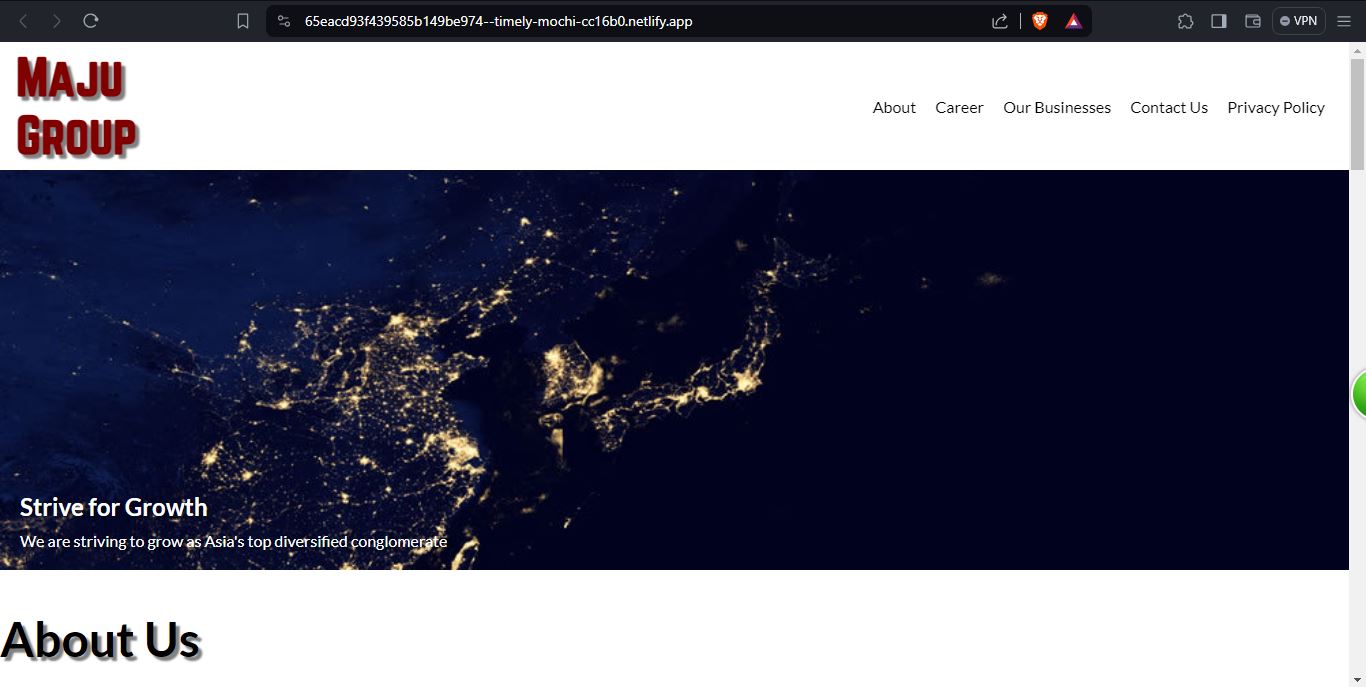 65eacd93f439585b149be974--timely-mochi-cc16b0.netlify.app
VPN
Maju
Group
About Career Our Businesses Contact Us Privacy Policy
Strive for Growth
We are striving to grow as Asia's top diversified conglomerate
About Us